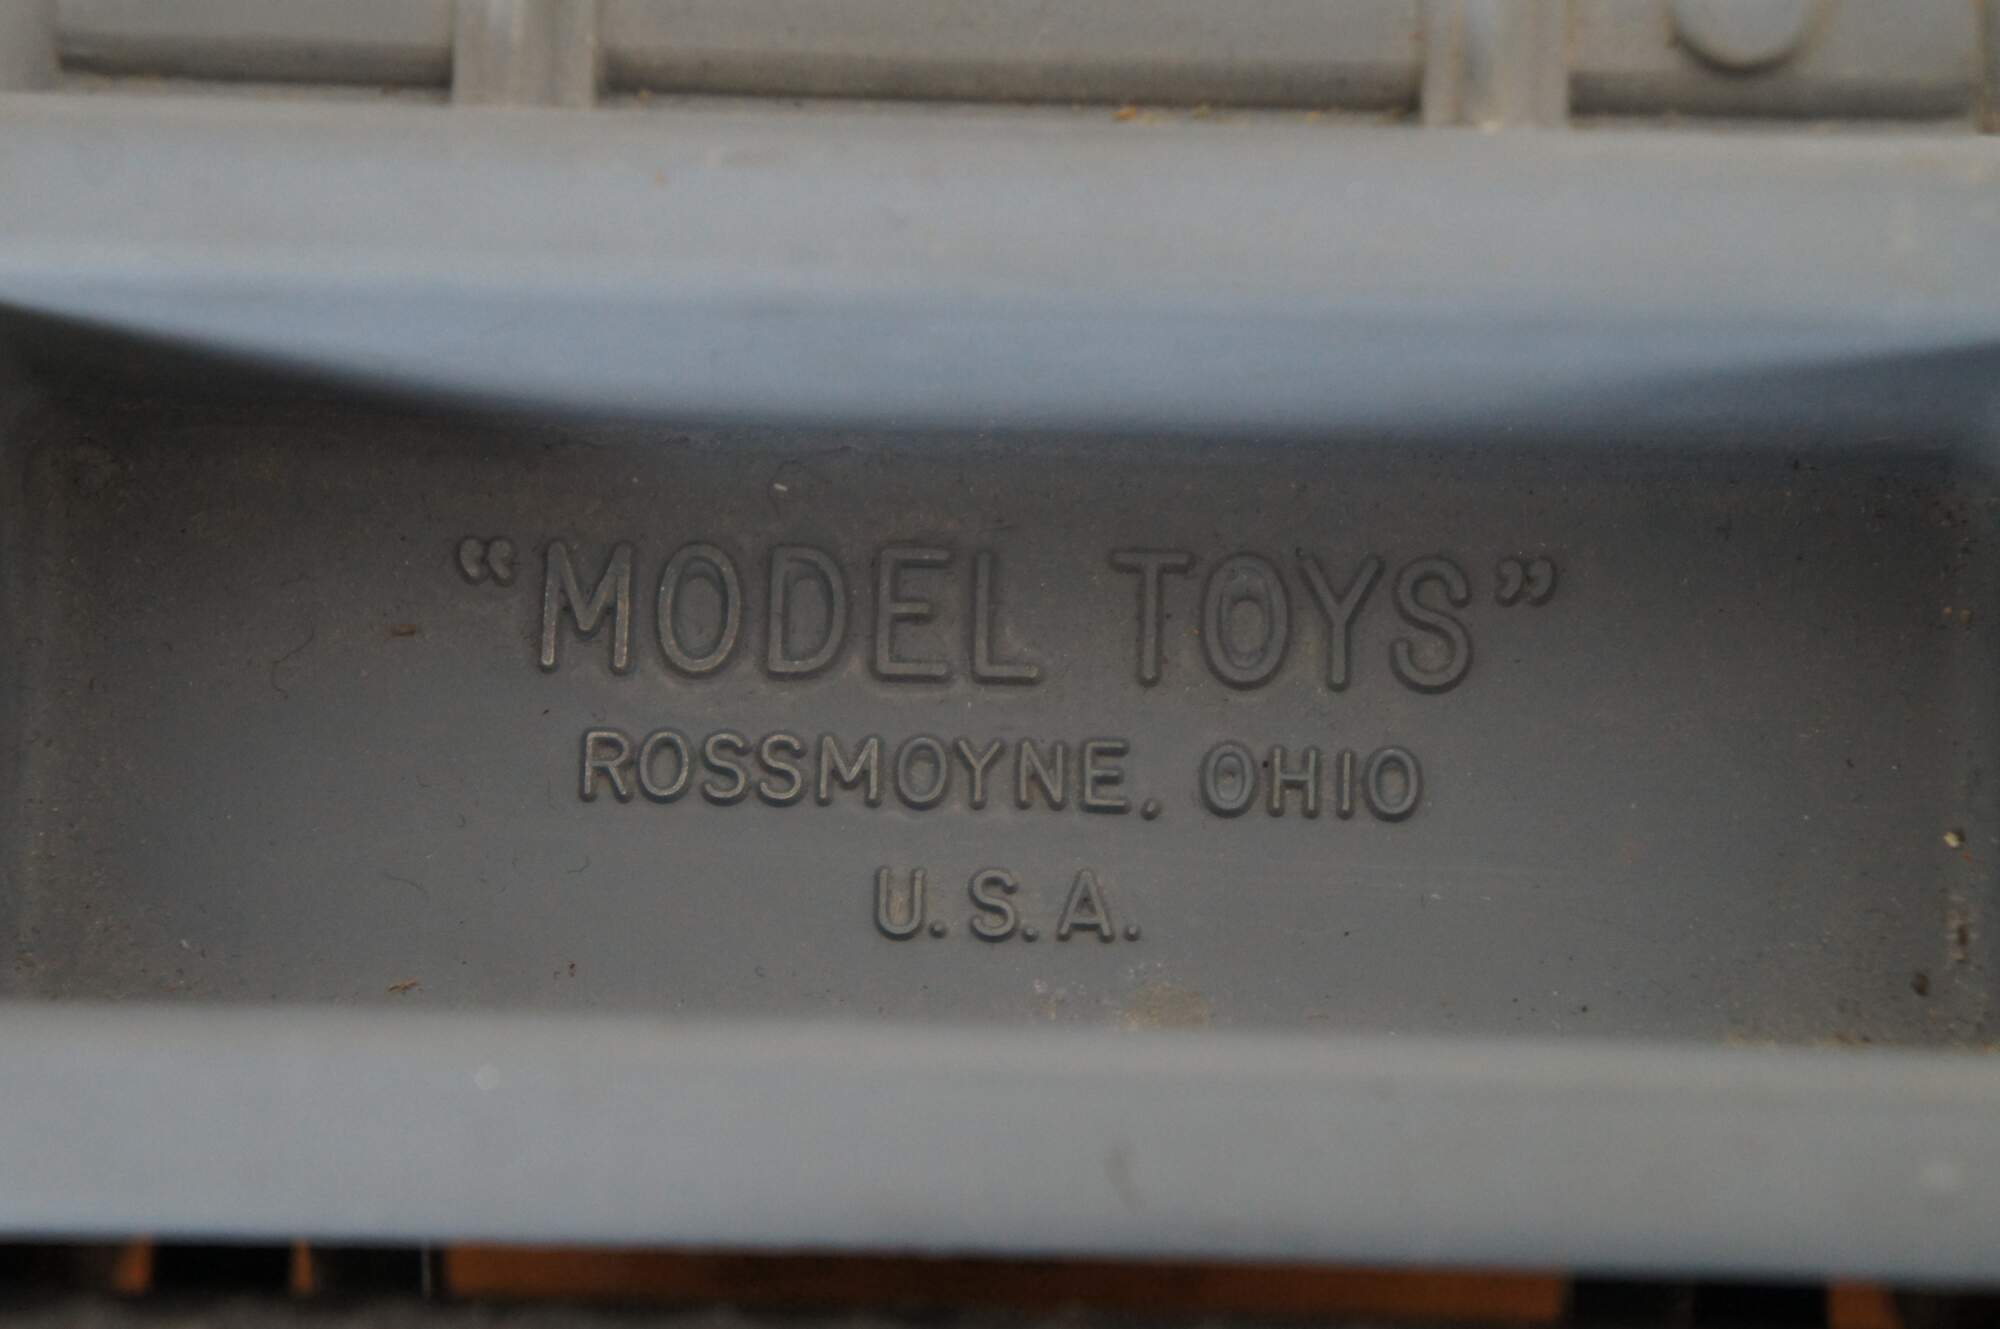 “MODEL TOYS”
ROSSMOYNE, OHIO
U.S.A.